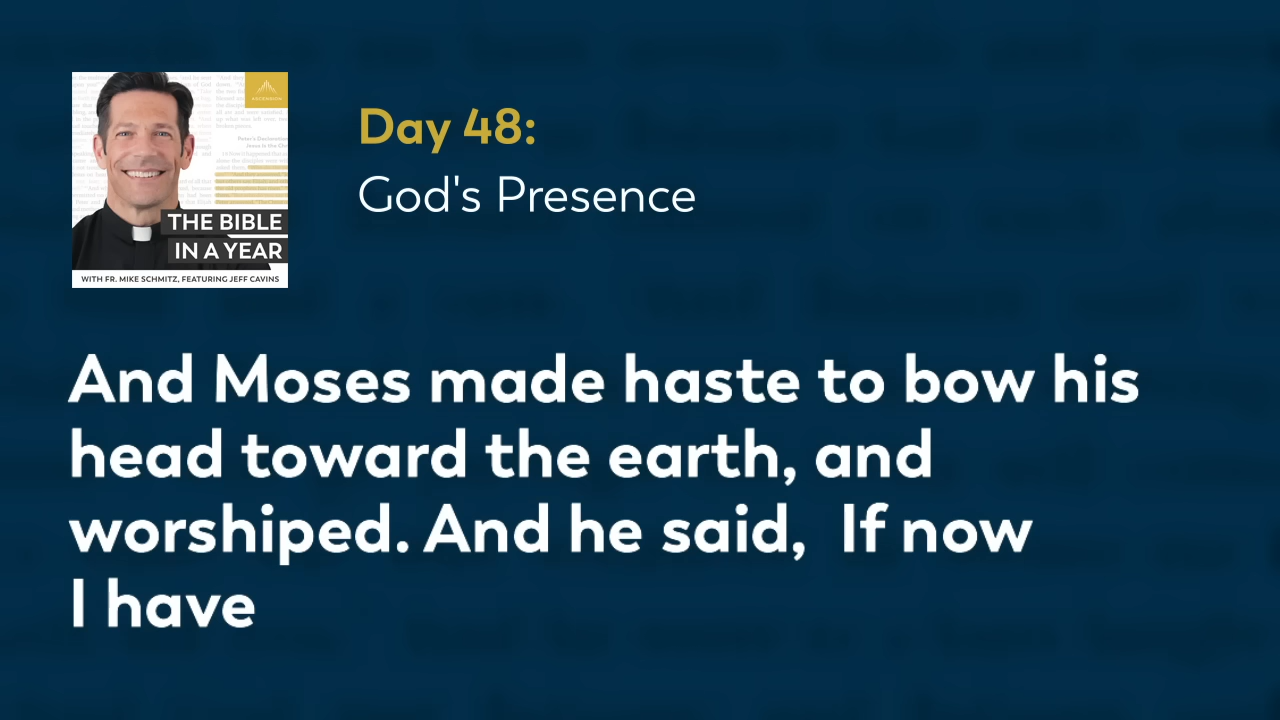 Day 48:
God's Presence
ASCENSION
THE BIBLE
IN A YEAR
WITH FR. MIKE SCHMITZ, FEATURING JEFF CAVINS
And Moses made haste to bow his
head toward the earth, and
worshiped. And he said,  If now
I have